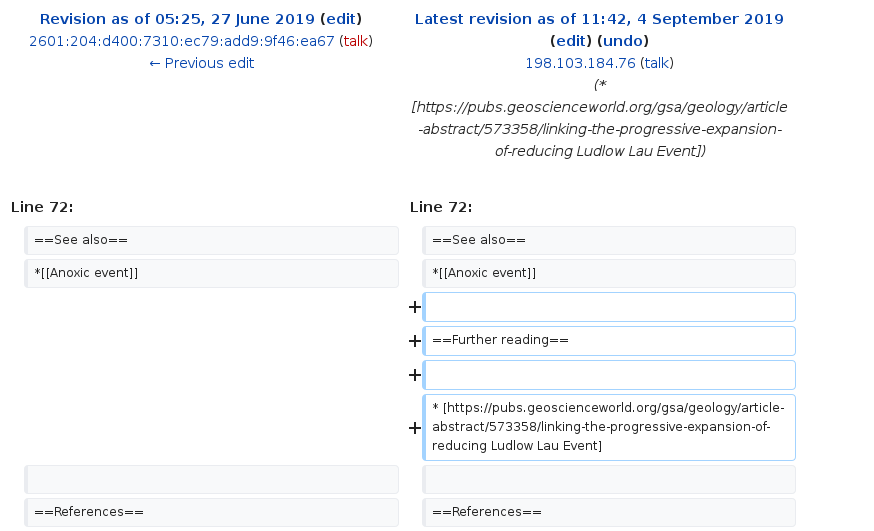 Revision as of 05:25, 27 June 2019 (edit)
2601:204:d400:7310:ec79:add9:9f46:ea67 (talk)
← Previous edit
Latest revision as of 11:42, 4 September 2019
(edit) (undo)
198.103.184.76 (talk)
(*
[https://pubs.geoscienceworld.org/gsa/geology/article
-abstract/573358/linking-the-progressive-expansion-
of-reducing Ludlow Lau Event])
Line 72:
Line 72:
==See also==
==See also==
*[[Anoxic event]]
*[[Anoxic event]]
+
+ ==Further reading==
+
+ * [https://pubs.geoscienceworld.org/gsa/geology/article-
abstract/573358/linking-the-progressive-expansion-of-
reducing Ludlow Lau Event]
==References==
==References==